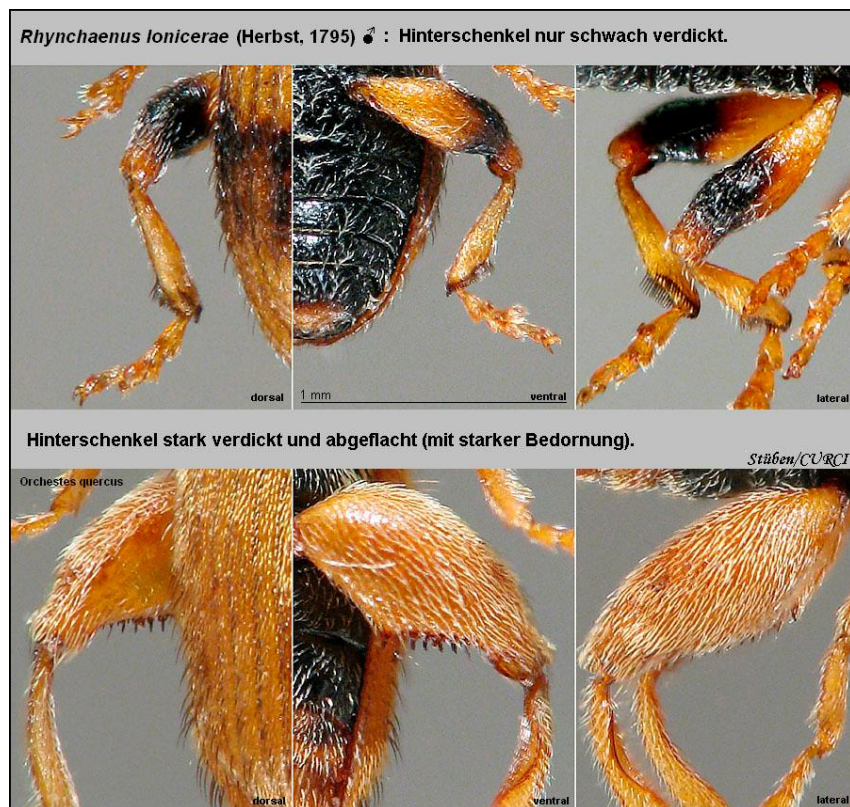 Rhynchaenus lonicerae (Herbst, 1795) ♂ : Hinterschenkel nur schwach verdickt.
dorsal
1 mm
ventral
lateral
Hinterschenkel stark verdickt und abgeflacht (mit starker Bedornung).
Stüben/CURCI
Orchestes quercus
dorsal
ventral
lateral